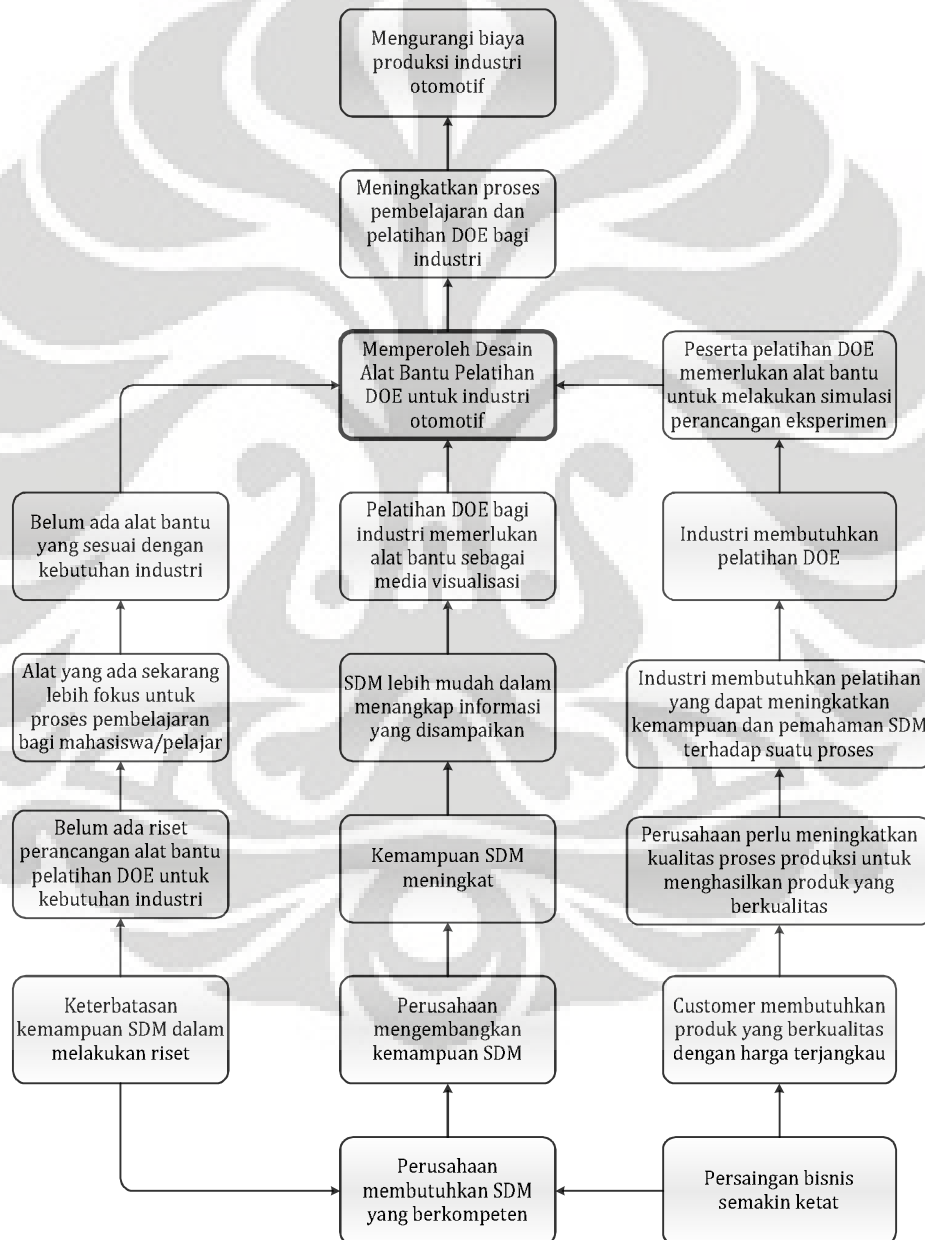 Mengurangi biaya
produksi industri
otomotif
Meningkatkan proses
pembelajaran dan
pelatihan DOE bagi
industri
Memperoleh Desain
Alat Bantu Pelatihan
DOE untuk industri
otomotif
Peserta pelatihan DOE
memerlukan alat bantu
untuk melakukan simulasi
perancangan eksperimen
Belum ada alat bantu
yang sesuai dengan
kebutuhan industri
Pelatihan DOE bagi
industri memerlukan
alat bantu sebagai
media visualisasi
Industri membutuhkan
pelatihan DOE
Alat yang ada sekarang
lebih fokus untuk
proses pembelajaran
bagi mahasiswa/pelajar
SDM lebih mudah dalam
menangkap informasi
yang disampaikan
Industri membutuhkan pelatihan
yang dapat meningkatkan
kemampuan dan pemahaman SDM
terhadap suatu proses
Belum ada riset
perancangan alat bantu
pelatihan DOE untuk
kebutuhan industri
Kemampuan SDM
meningkat
Perusahaan perlu meningkatkan
kualitas proses produksi untuk
menghasilkan produk yang
berkualitas
Keterbatasan
kemampuan SDM dalam
melakukan riset
Perusahaan
mengembangkan
kemampuan SDM
Customer membutuhkan
produk yang berkualitas
dengan harga terjangkau
Perusahaan
membutuhkan SDM
yang berkompeten
Persaingan bisnis
semakin ketat